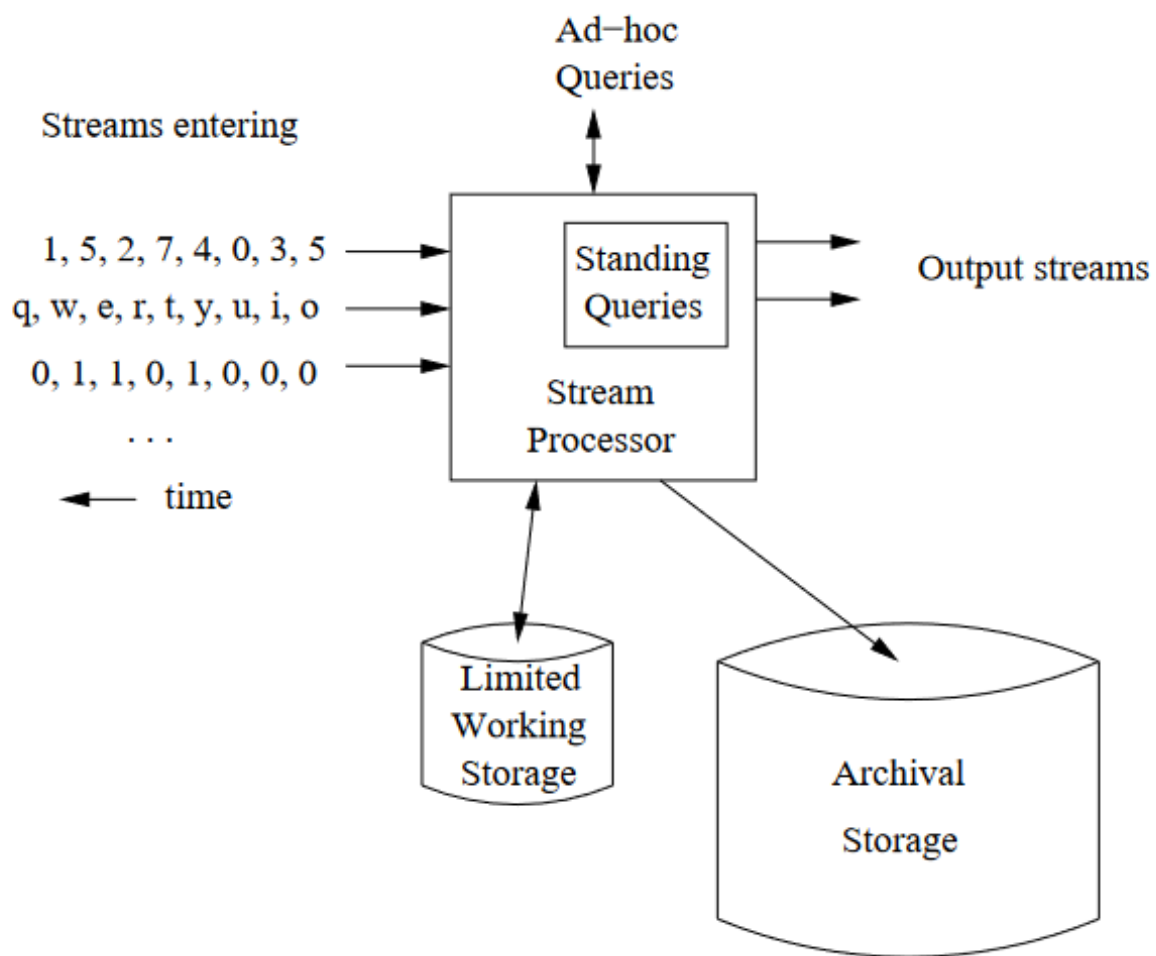 Ad−hoc
Queries
Streams entering
1, 5, 2, 7, 4, 0, 3, 5
q, w, e, r, t, y, u, i, o
0, 1, 1, 0, 1, 0, 0, 0
. . .
time
Standing
Queries
Stream
Processor
Output streams
Limited
Working
Storage
Archival
Storage